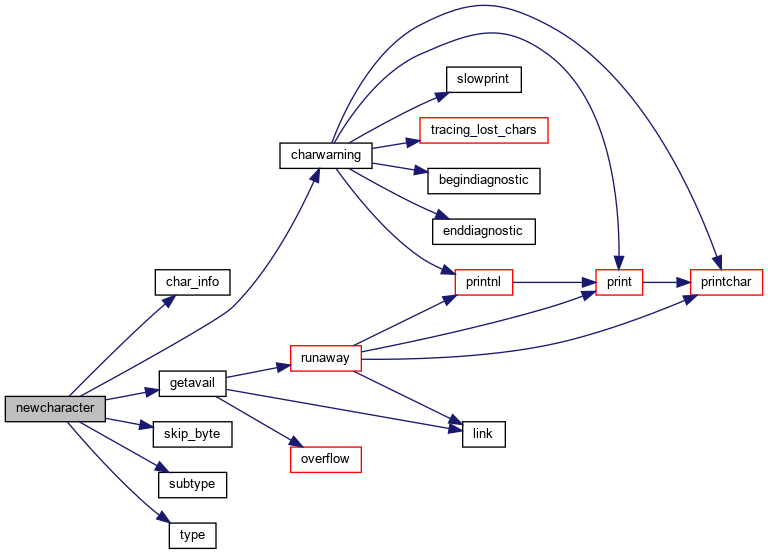 slowprint
tracing_lost_chars
charwarning
begindiagnostic
enddiagnostic
char_info
printnl
print
printchar
runaway
getavail
newcharacter
skip_byte
link
overflow
subtype
type